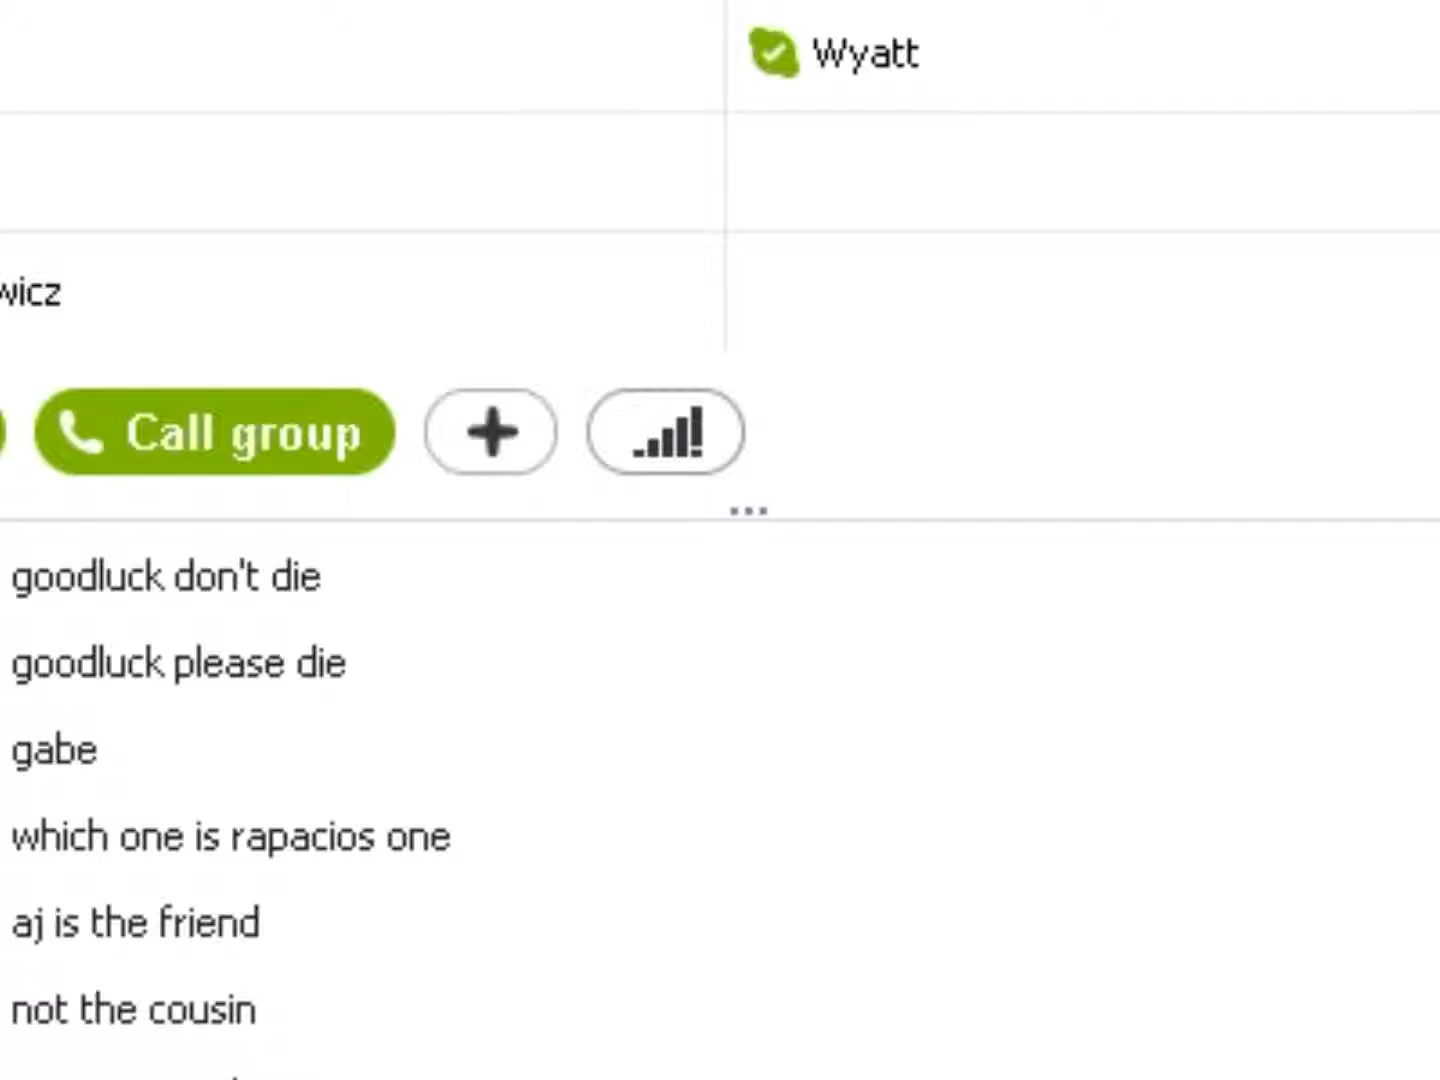 Wyatt
wicz
Call group
goodluck don't die
goodluck please die
gabe
which one is rapacios one
aj is the friend
not the cousin